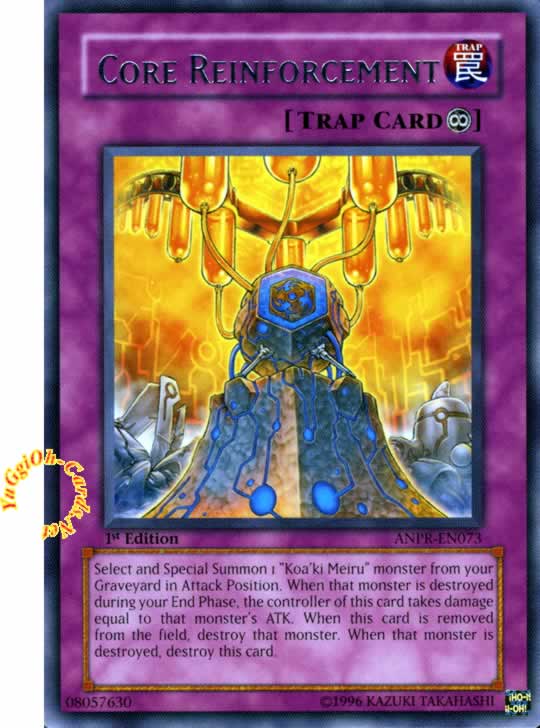 CORE REINFORCEMENT
TRAP
罠
[TRAP CARD∞]
YuGgiOh-Cards.Net
1st Edition
ANPR-EN073
Select and Special Summon 1 "Koa'ki Meiru" monster from your
Graveyard in Attack Position. When that monster is destroyed
during your End Phase, the controller of this card takes damage
equal to that monster's ATK. When this card is removed
from the field, destroy that monster. When that monster is
destroyed, destroy this card.
08057630
©1996 KAZUKI TAKAHASHI